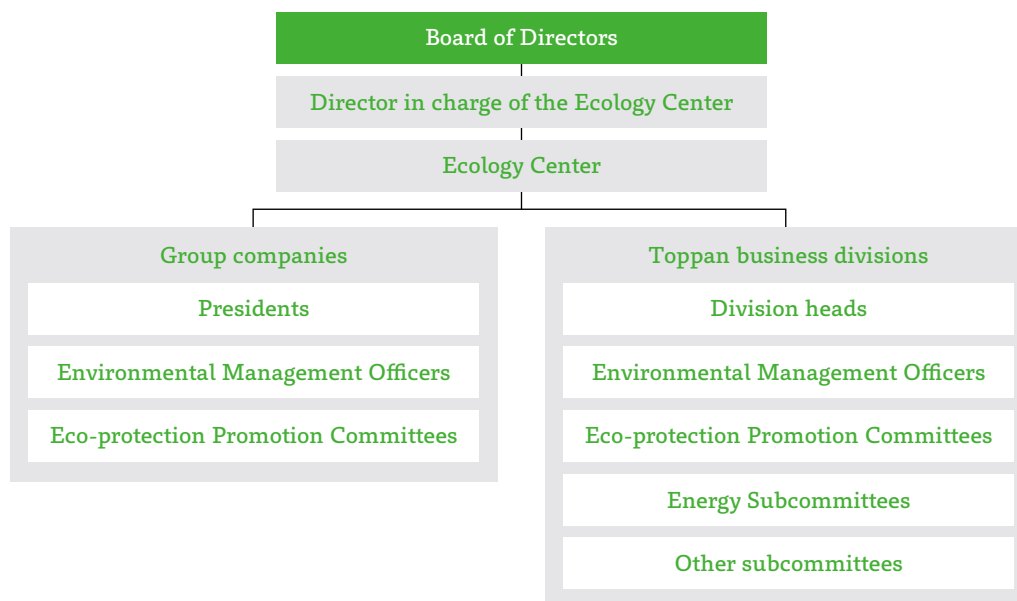 Board of Directors
Director in charge of the Ecology Center
Ecology Center
Group companies
Presidents
Environmental Management Officers
Eco-protection Promotion Committees
Toppan business divisions
Division heads
Environmental Management Officers
Eco-protection Promotion Committees
Energy Subcommittees
Other subcommittees